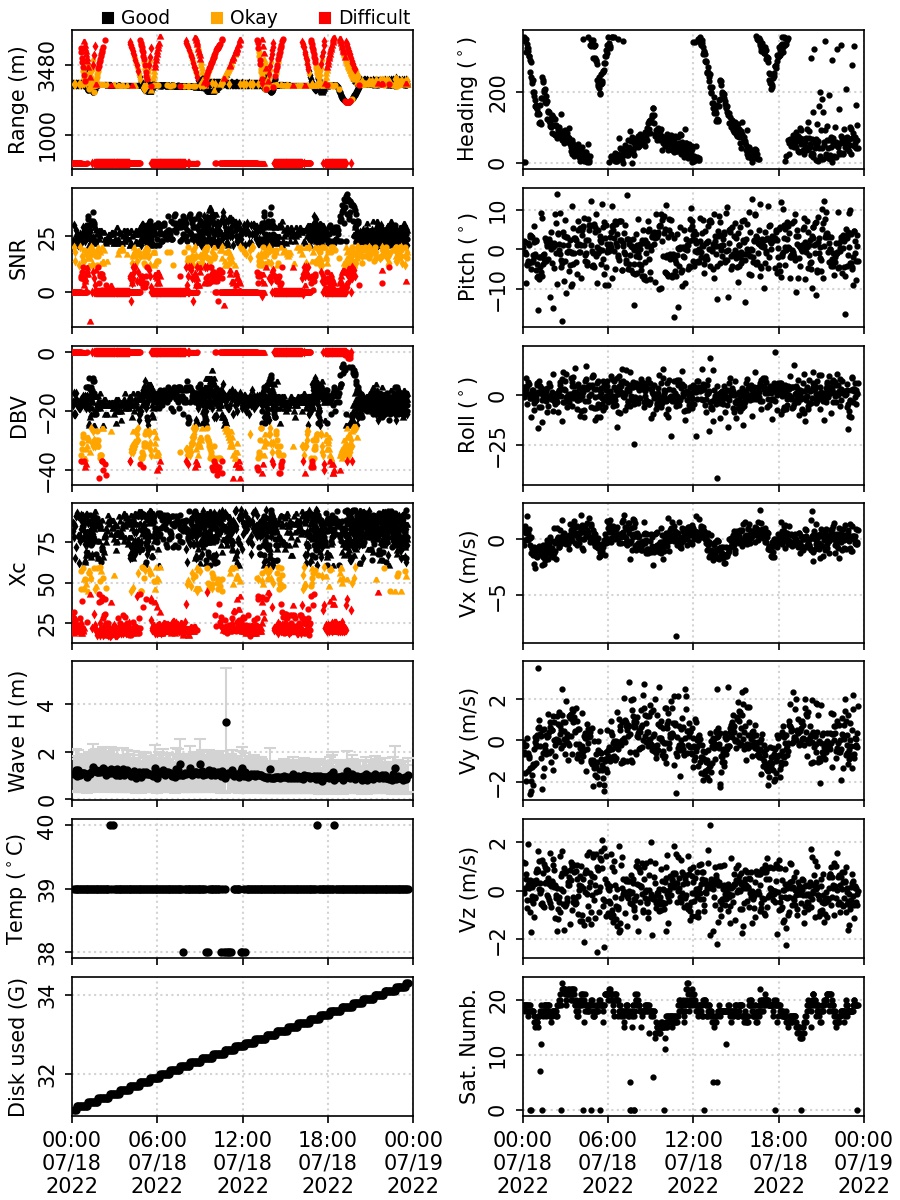 Good Okay Difficult
Range (m)
3480
1000
Heading (°)
200
0
SNR
25
0
Pitch (°)
10
0
−10
DBV
0
−20
−40
Roll (°)
0
−25
Xc
75
50
25
Vx (m/s)
0
−5
Wave H (m)
4
2
0
Vy (m/s)
2
0
−2
Temp (°C)
40
39
38
Vz (m/s)
2
0
−2
Disk used (G)
34
32
Sat. Numb.
20
10
0
00:00 06:00 12:00 18:00 00:00
07/18 07/18 07/18 07/18 07/19
2022 2022 2022 2022 2022
00:00 06:00 12:00 18:00 00:00
07/18 07/18 07/18 07/18 07/19
2022 2022 2022 2022 2022